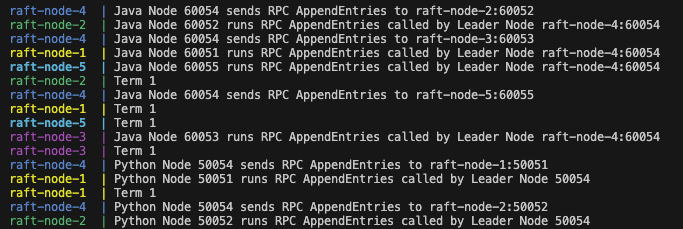 raft-node-4 | Java Node 60054 sends RPC AppendEntries to raft-node-2:60052
raft-node-2 | Java Node 60052 runs RPC AppendEntries called by Leader Node raft-node-4:60054
raft-node-4 | Java Node 60054 sends RPC AppendEntries to raft-node-3:60053
raft-node-1 | Java Node 60051 runs RPC AppendEntries called by Leader Node raft-node-4:60054
raft-node-5 | Java Node 60055 runs RPC AppendEntries called by Leader Node raft-node-4:60054
raft-node-2 | Term 1
raft-node-4 | Java Node 60054 sends RPC AppendEntries to raft-node-5:60055
raft-node-1 | Term 1
raft-node-5 | Term 1
raft-node-3 | Java Node 60053 runs RPC AppendEntries called by Leader Node raft-node-4:60054
raft-node-3 | Term 1
raft-node-4 | Python Node 50054 sends RPC AppendEntries to raft-node-1:50051
raft-node-1 | Python Node 50051 runs RPC AppendEntries called by Leader Node 50054
raft-node-1 | Term 1
raft-node-4 | Python Node 50054 sends RPC AppendEntries to raft-node-2:50052
raft-node-2 | Python Node 50052 runs RPC AppendEntries called by Leader Node 50054